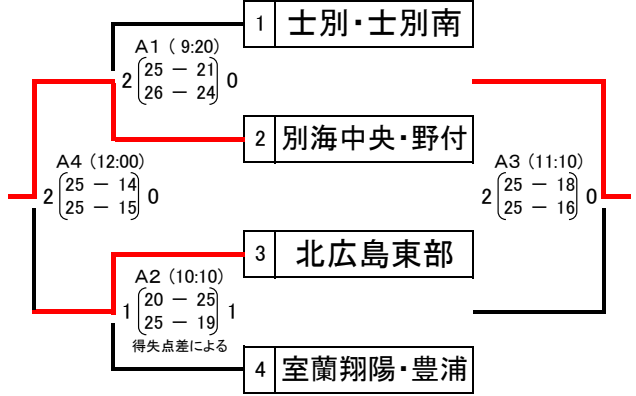 1 士別・士別南
A1 ( 9:20)
2 25 － 21 0
26 － 24
2 別海中央・野付
A4 (12:00)
2 25 － 14 0
25 － 15
A3 (11:10)
2 25 － 18 0
25 － 16
3 北広島東部
A2 (10:10)
1 20 － 25 1
25 － 19
得失点差による
4 室蘭翔陽・豊浦